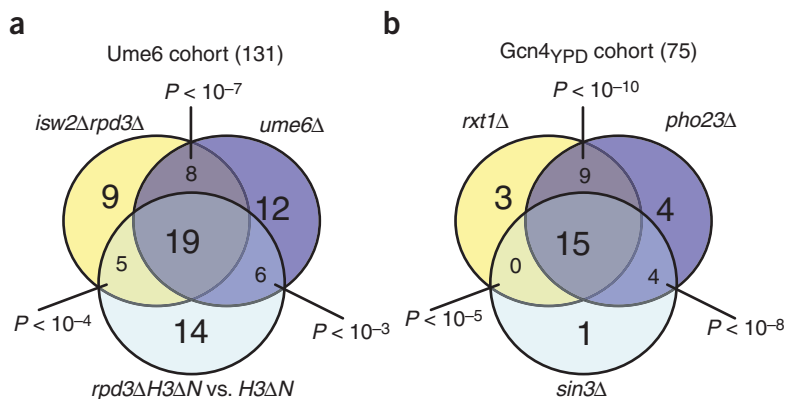 a
Ume6 cohort (131)
P < 10–7
isw2Δrpd3Δ
ume6Δ
8
9
12
19
5
6
14
P < 10–4
P < 10–3
rpd3ΔH3ΔN vs. H3ΔN
b
Gcn4YPD cohort (75)
P < 10–10
rxt1Δ
pho23Δ
9
3
4
15
0
4
1
P < 10–5
P < 10–8
sin3Δ